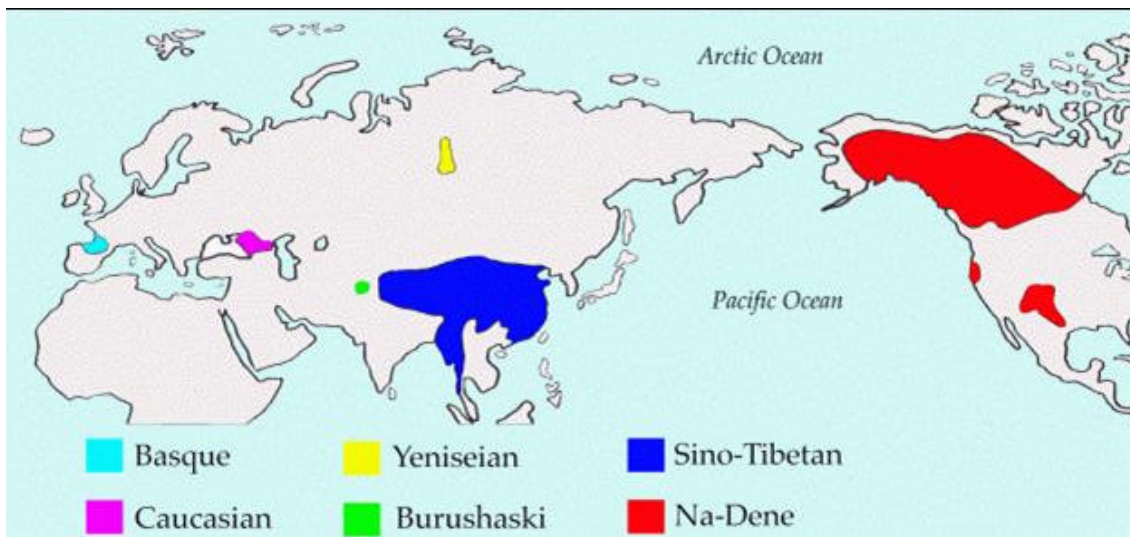 Arctic Ocean
Pacific Ocean
Basque
Yeniseian
Sino-Tibetan
Caucasian
Burushaski
Na-Dene